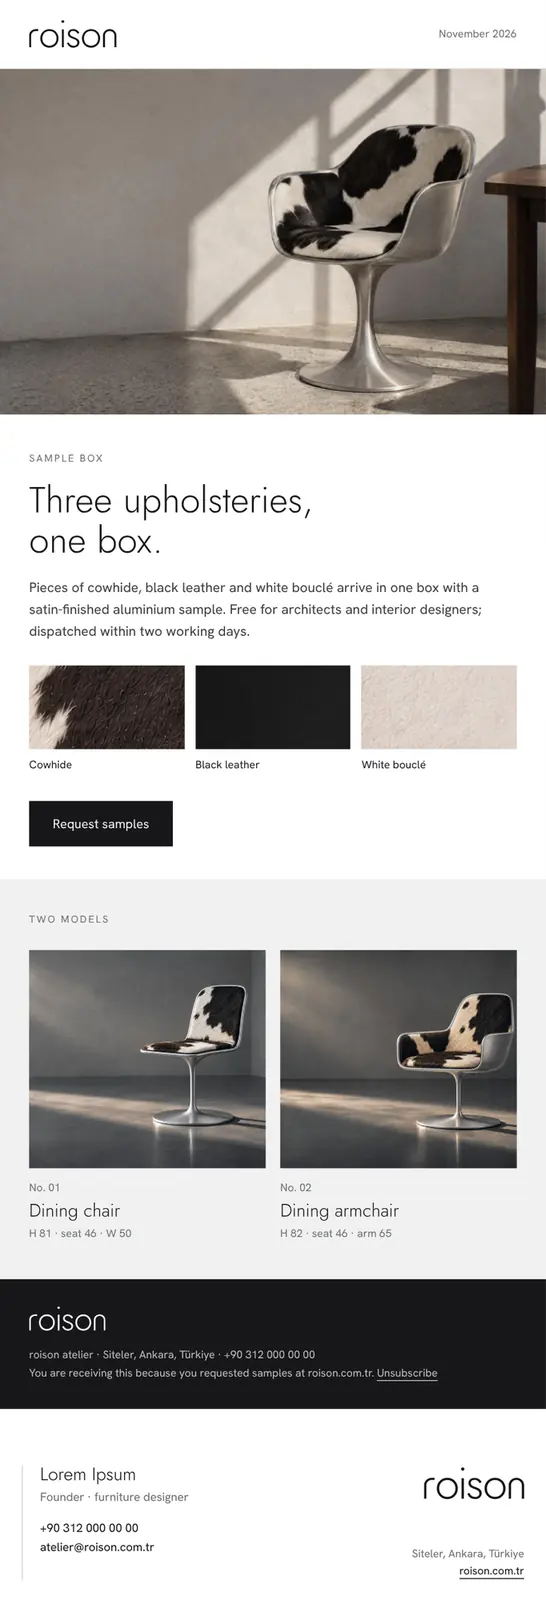 roison
November 2026
SAMPLE BOX
Three upholsteries,
one box.
Pieces of cowhide, black leather and white bouclé arrive in one box with a
satin-finished aluminium sample. Free for architects and interior designers;
dispatched within two working days.
Cowhide
Black leather
White bouclé
Request samples
TWO MODELS
No. 01
Dining chair
H 81 · seat 46 · W 50
No. 02
Dining armchair
H 82 · seat 46 · arm 65
roison
roison atelier · Siteler, Ankara, Türkiye · +90 312 000 00 00
You are receiving this because you requested samples at roison.com.tr. Unsubscribe
Lorem Ipsum
Founder · furniture designer
+90 312 000 00 00
atelier@roison.com.tr
roison
Siteler, Ankara, Türkiye
roison.com.tr